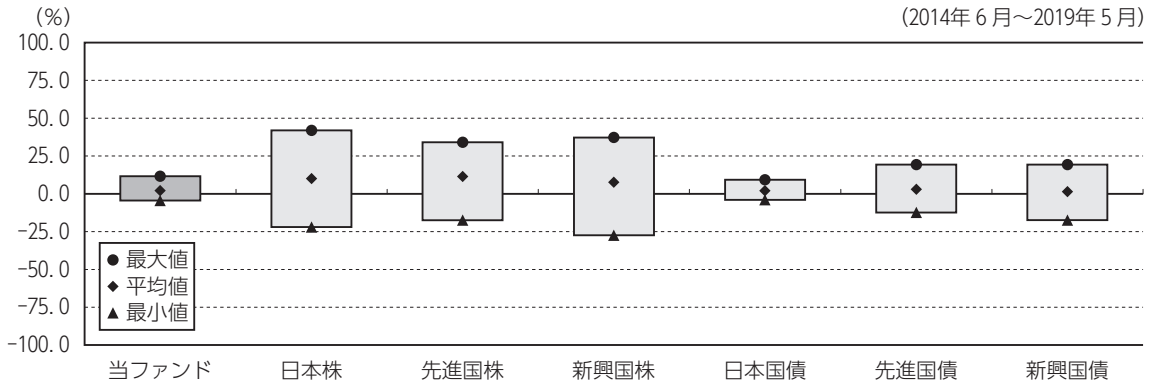 (%)
(2014年6月～2019年5月)
100.0
75.0
50.0
25.0
0.0
-25.0
-50.0
-75.0
-100.0
最大値
平均値
最小値
当ファンド 日本株 先進国株 新興国株 日本国債 先進国債 新興国債